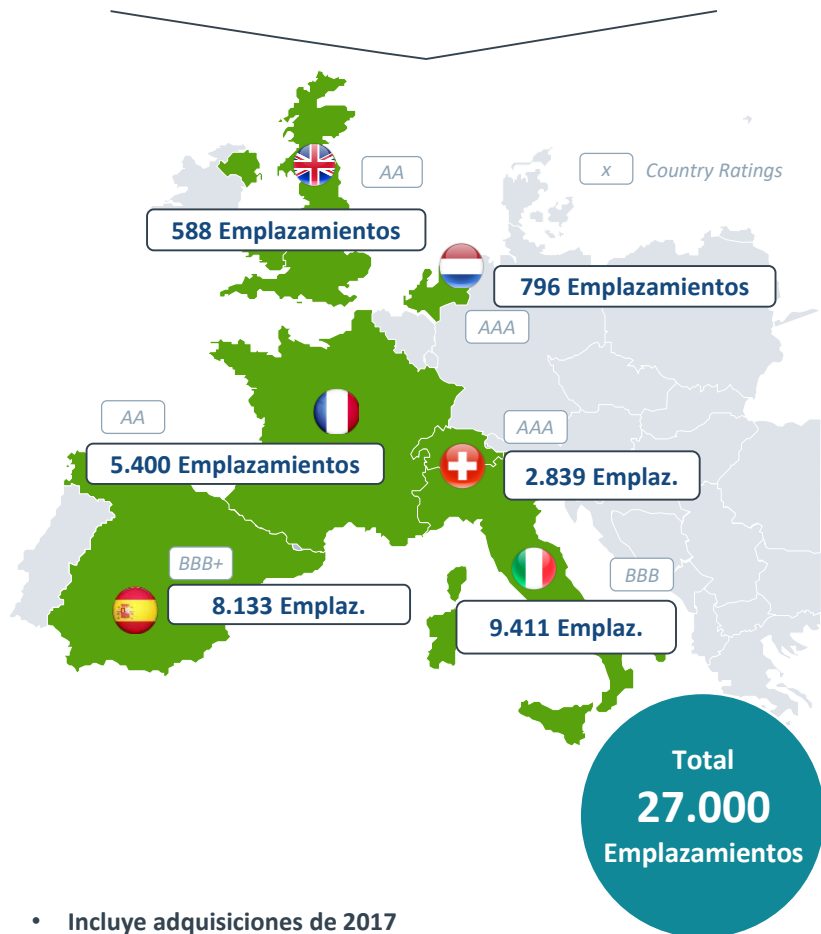 AA
x Country Ratings
588 Emplazamientos
796 Emplazamientos
AAA
AA
AAA
5.400 Emplazamientos
2.839 Emplaz.
BBB+
BBB
8.133 Emplaz.
9.411 Emplaz.
Total
27.000
Emplazamientos
• Incluye adquisiciones de 2017